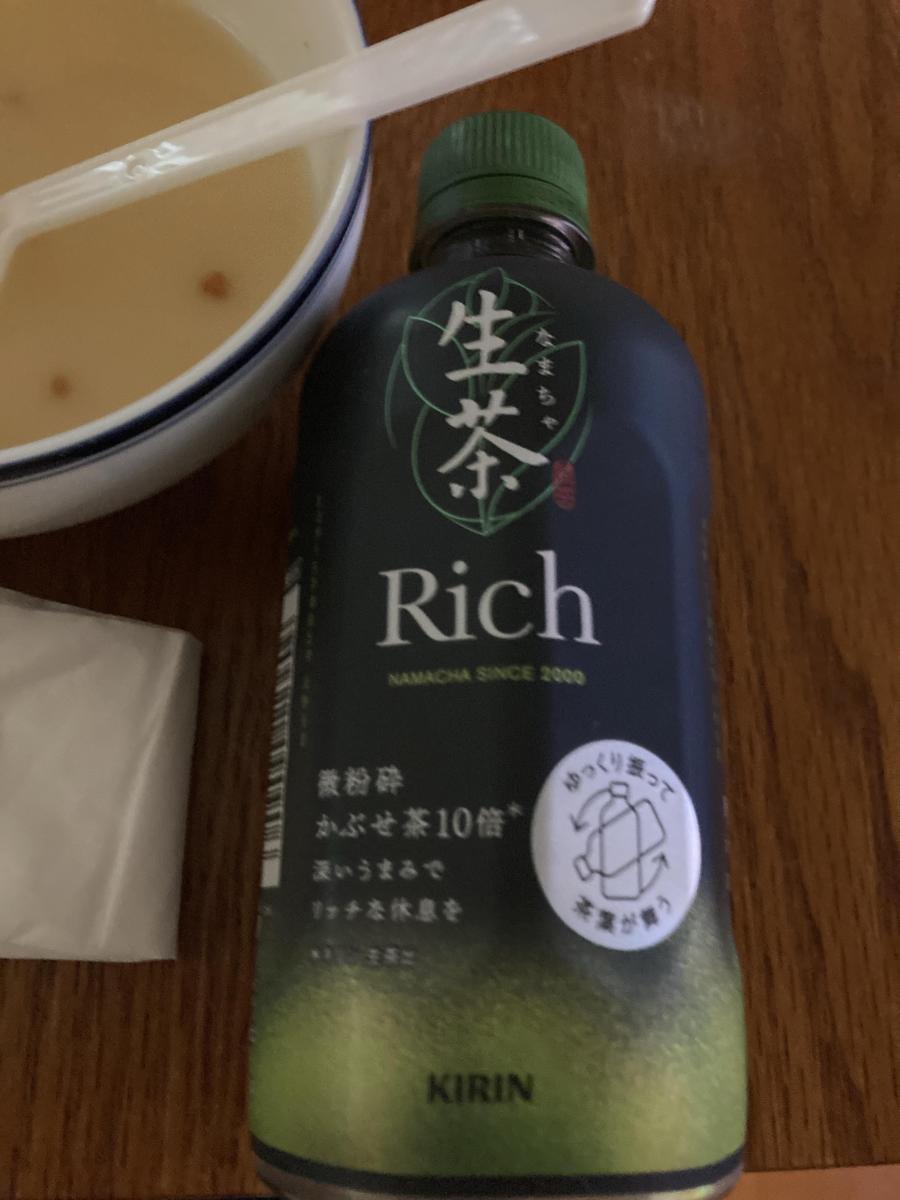 生茶
なまちゃ
Rich
NAMACHA SINCE 2000
微粉砕
かぶせ茶10倍*
深いうまみで
リッチな休息を
ゆっくり振って
茶葉が舞う
KIRIN